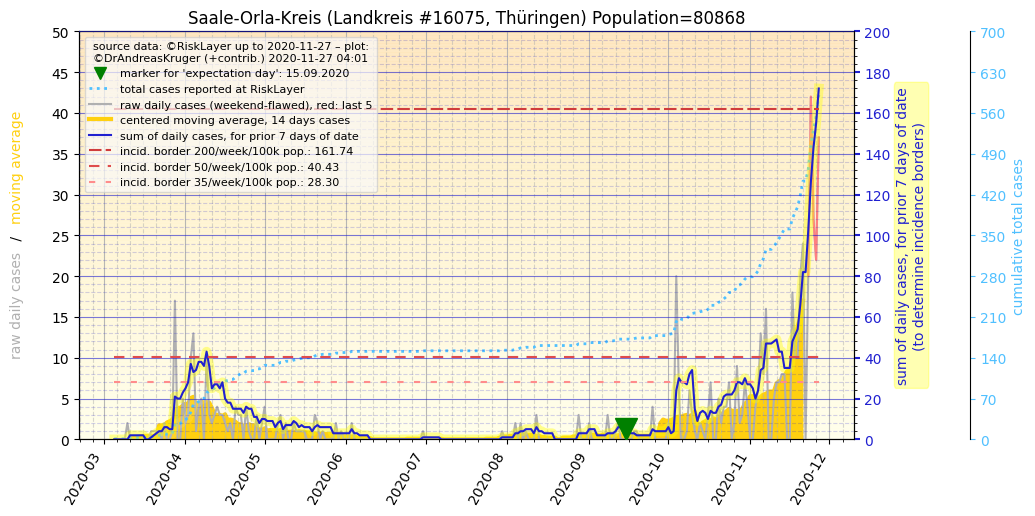 Saale-Orla-Kreis (Landkreis #16075, Thüringen) Population=80868
source data: ©RiskLayer up to 2020-11-27 – plot:
©DrAndreasKruger (+contrib.) 2020-11-27 04:01
marker for 'expectation day': 15.09.2020
total cases reported at RiskLayer
raw daily cases (weekend-flawed), red: last 5
centered moving average, 14 days cases
sum of daily cases, for prior 7 days of date
incid. border 200/week/100k pop.: 161.74
incid. border 50/week/100k pop.: 40.43
incid. border 35/week/100k pop.: 28.30
raw daily cases / moving average
50
45
40
35
30
25
20
15
10
5
0
2020-03
2020-04
2020-05
2020-06
2020-07
2020-08
2020-09
2020-10
2020-11
2020-12
200
180
160
140
120
100
80
60
40
20
0
sum of daily cases, for prior 7 days of date
(to determine incidence borders)
700
630
560
490
420
350
280
210
140
70
0
cumulative total cases